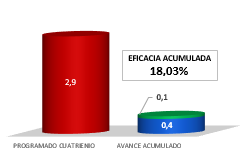 EFICACIA ACUMULADA
18,03%
2,9
0,1
0,4
PROGRAMADO CUATRIENIO
AVANCE ACUMULADO